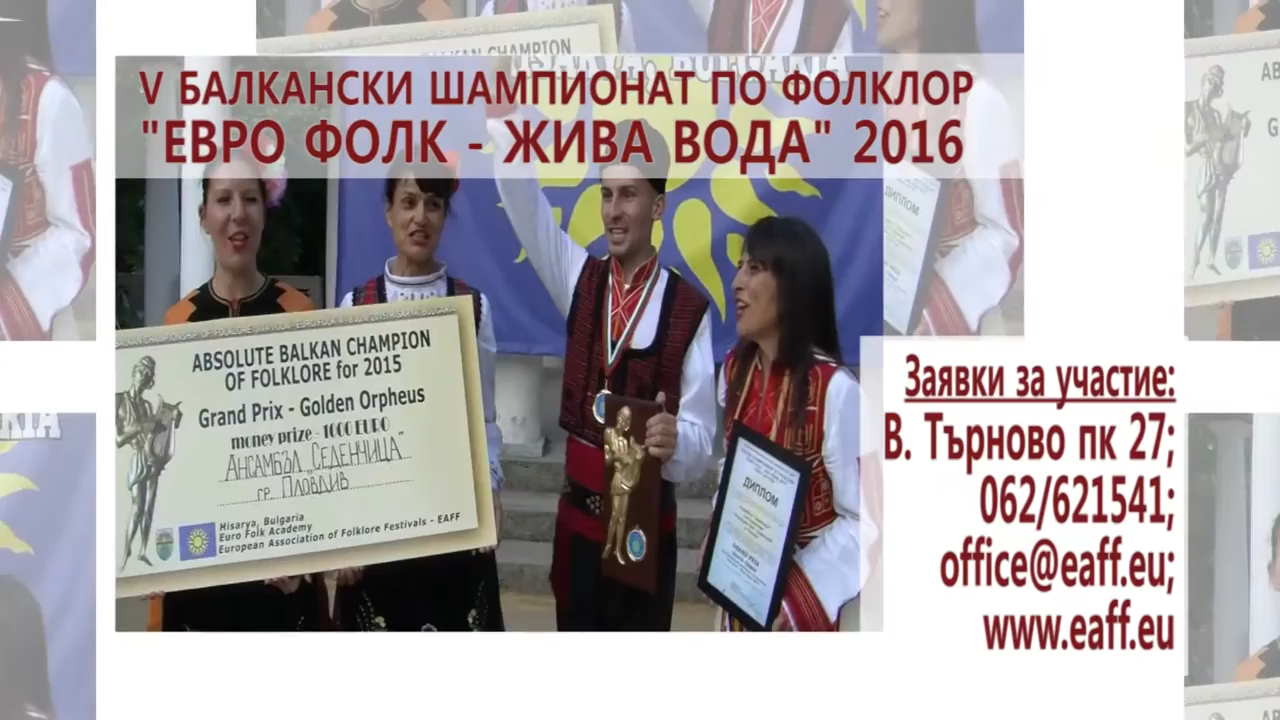 V БАЛКАНСКИ ШАМПИОНАТ ПО ФОЛКЛОР
"ЕВРО ФОЛК - ЖИВА ВОДА" 2016
ABSOLUTE BALKAN CHAMPION
OF FOLKLORE for 2015
Grand Prix - Golden Orpheus
money prize - 1000 EURO
АНСАМБЪЛ „СЕДЕНЧИЦА"
ГР. ПЛОВДИВ
Hisarya, Bulgaria
Euro Folk Academy
European Association of Folklore Festivals - EAFF
ДИПЛОМ
ДИПЛОМ
Заявки за участие:
В. Търново пк 27;
062/621541;
office@eaff.eu;
www.eaff.eu